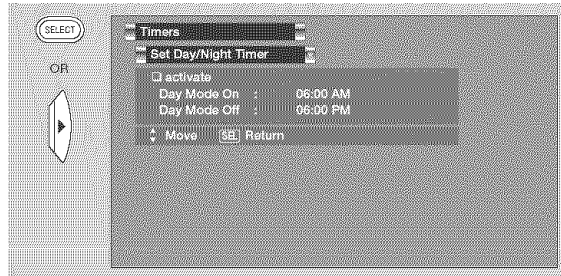 SELECT
OR
Timers
Set Day/Night Timer
❑ activate
Day Mode On : 06:00 AM
Day Mode Off : 06:00 PM
Move SEL Return